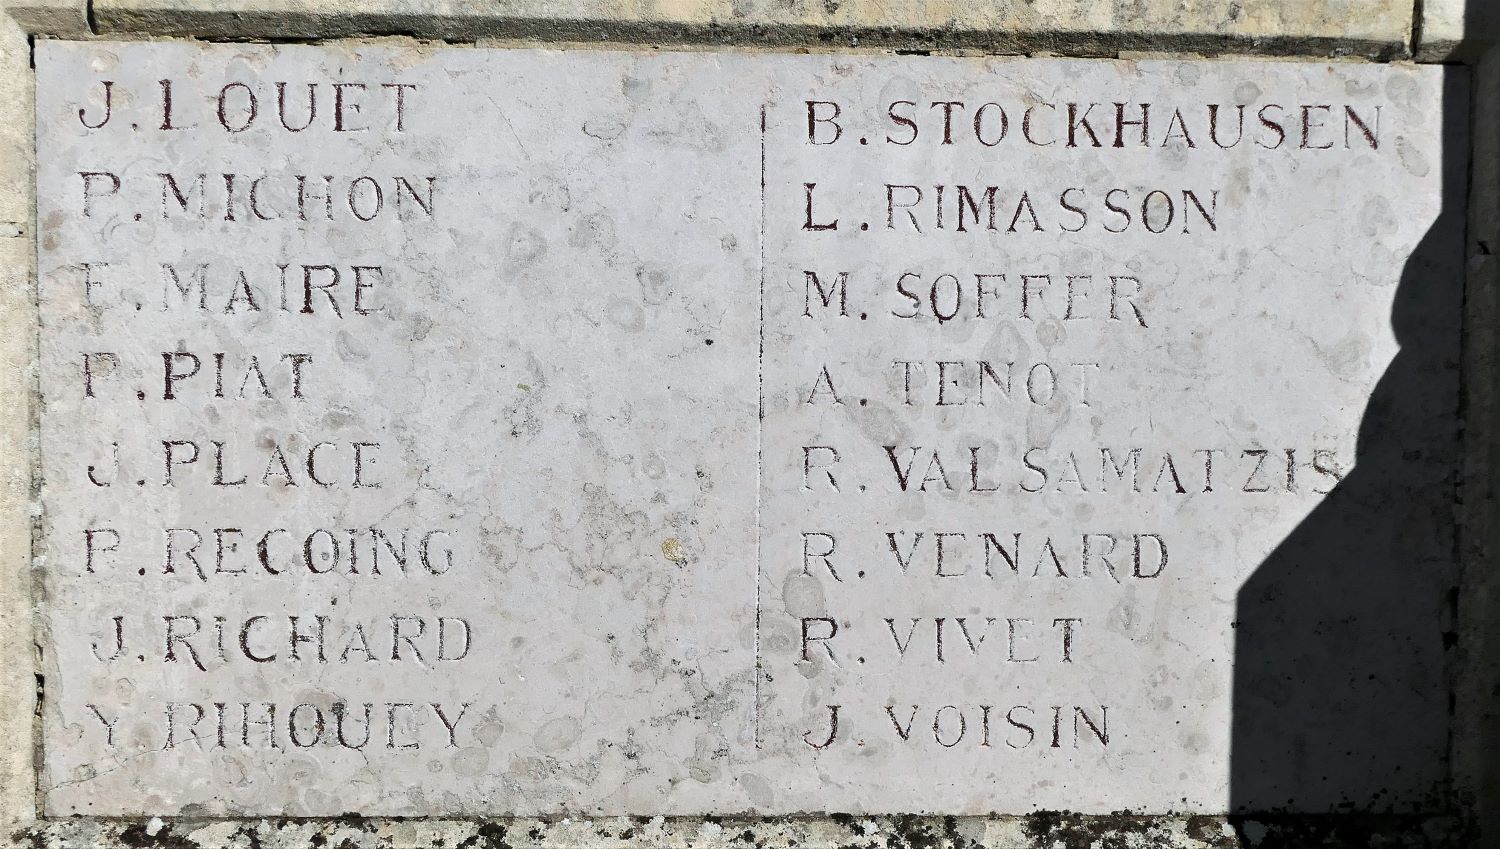 J. LOUET
P. MICHON
E. MAIRE
P. PIAT
J. PLACE
P. RECOING
J. RICHARD
Y. RIHOUEY
B. STOCKHAUSEN
L. RIMASSON
M. SOFFER
A. TENOT
R. VALSAMATZIS
R. VENARD
R. VIVET
J. VOISIN